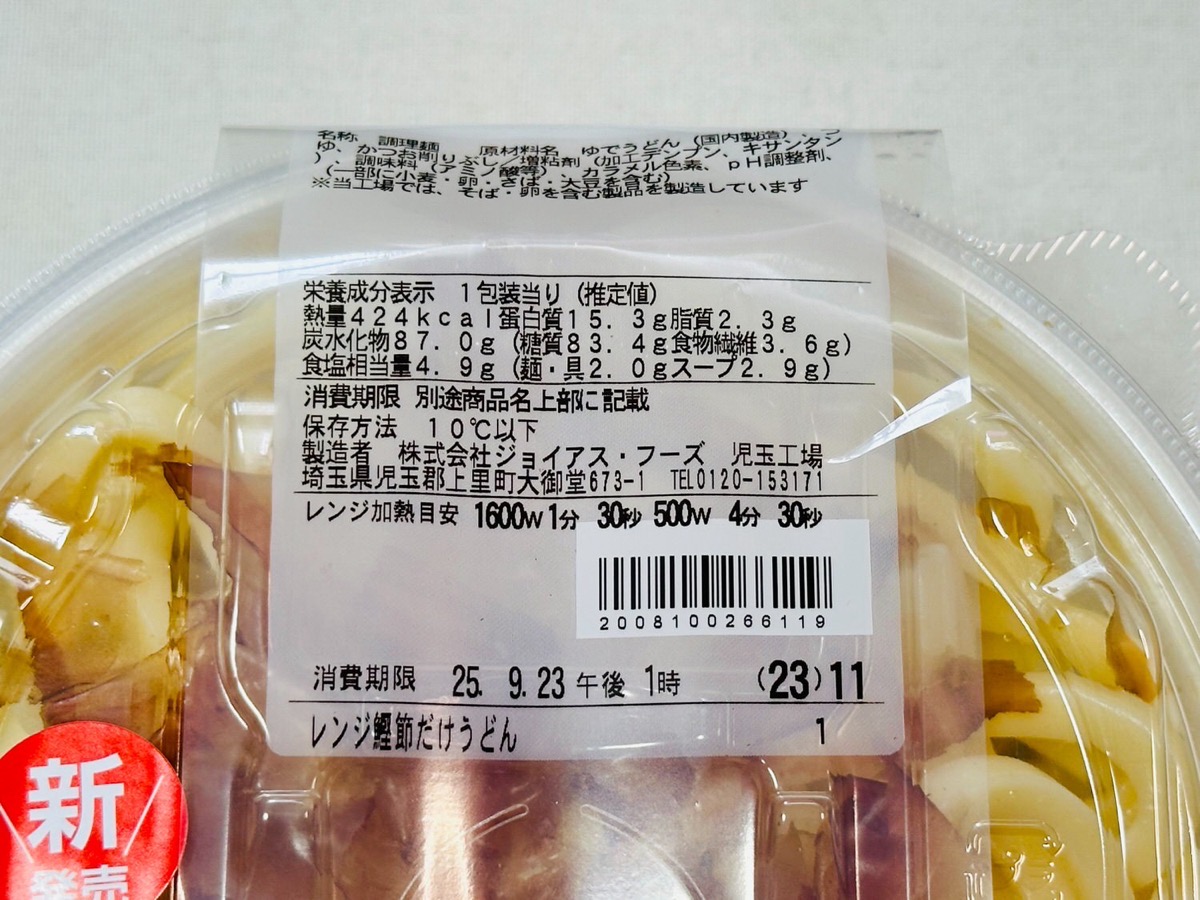 名称 調理麺 原材料名 ゆでうどん(国内製造)、つ
ゆ、かつお削りぶし/増粘剤(加工デンプン、キサンタン
)、調味料(アミノ酸等)、カラメル色素、pH調整剤、
(一部に小麦・卵・さば・大豆を含む)
※当工場では、そば・卵を含む製品を製造しています
栄養成分表示 1包装当り(推定値)
熱量424kcal蛋白質15.3g脂質2.3g
炭水化物87.0g(糖質83.4g食物繊維3.6g)
食塩相当量4.9g(麺・具2.0gスープ2.9g)
消費期限 別途商品名上部に記載
保存方法 10℃以下
製造者 株式会社ジョイアス・フーズ 児玉工場
埼玉県児玉郡上里町大御堂673-1 TEL0120-153171
レンジ加熱目安 1600W 1分 30秒 500W 4分 30秒
2008100266119
消費期限 25. 9.23 午後 1時 (23)11
レンジ鰹節だけうどん 1
新
発売